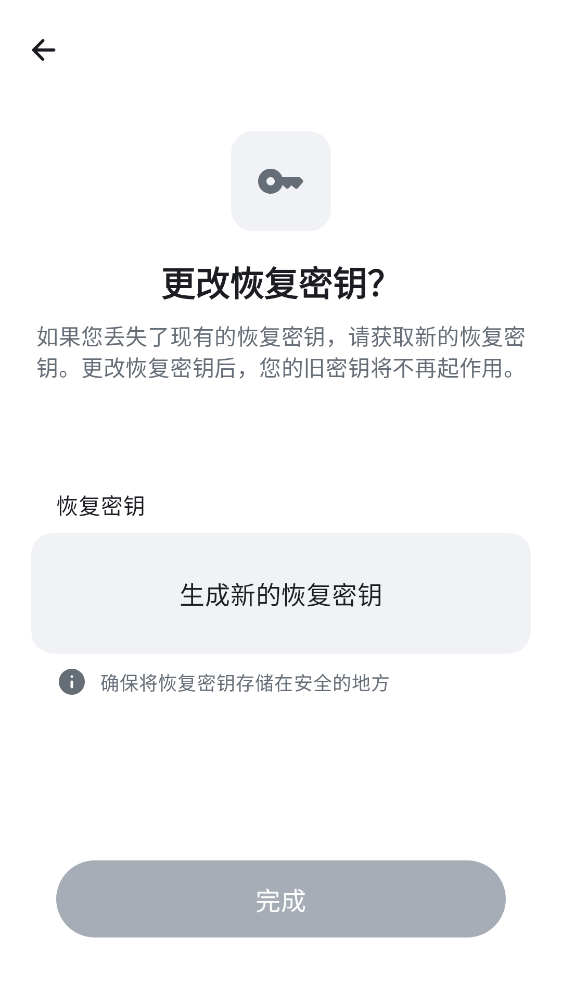 更改恢复密钥？
如果您丢失了现有的恢复密钥，请获取新的恢复密
钥。更改恢复密钥后，您的旧密钥将不再起作用。
恢复密钥
生成新的恢复密钥
确保将恢复密钥存储在安全的地方
完成